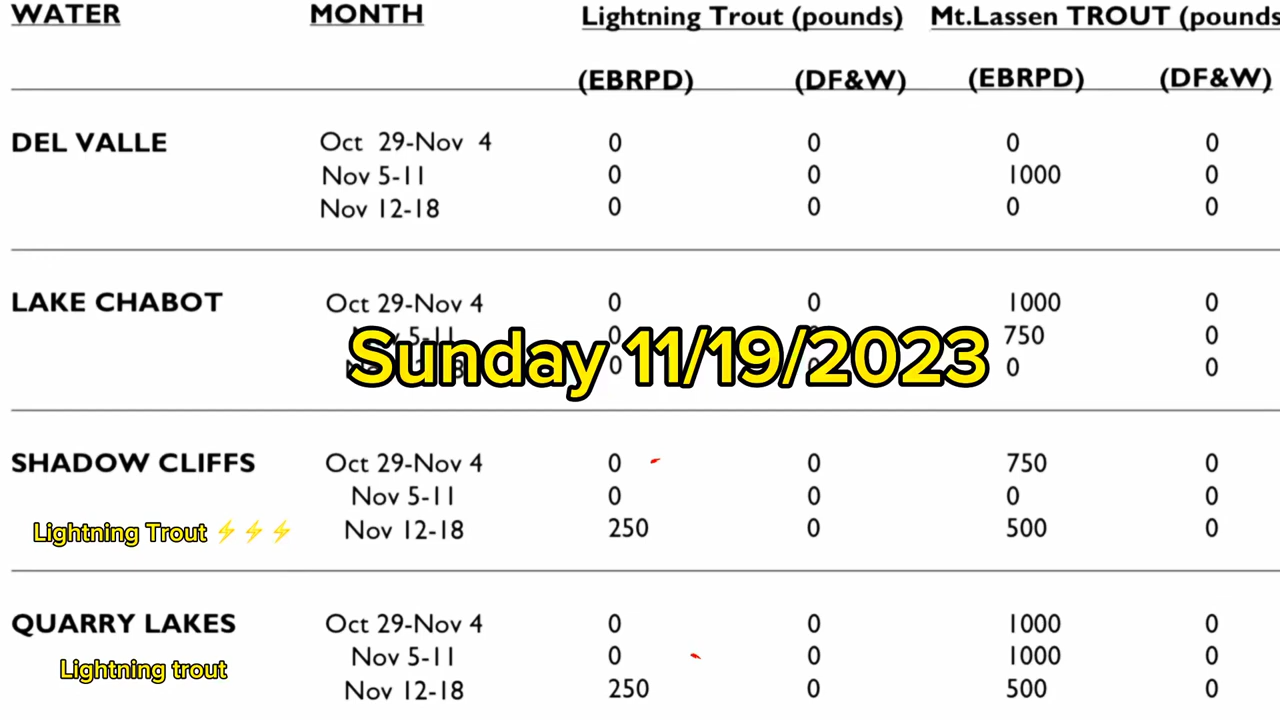 WATER MONTH Lightning Trout (pounds) Mt.Lassen TROUT (pounds
(EBRPD) (DF&W) (EBRPD) (DF&W)
DEL VALLE Oct 29-Nov 4 0 0 0 0
Nov 5-11 0 0 1000 0
Nov 12-18 0 0 0 0
LAKE CHABOT Oct 29-Nov 4 0 0 1000 0
5-11 0 750 0
Sunday 11/19/2023
0 0 0
SHADOW CLIFFS Oct 29-Nov 4 0 0 750 0
Nov 5-11 0 0 0 0
Lightning Trout ⚡⚡⚡ Nov 12-18 250 0 500 0
QUARRY LAKES Oct 29-Nov 4 0 0 1000 0
Nov 5-11 0 0 1000 0
Lightning trout
Nov 12-18 250 0 500 0